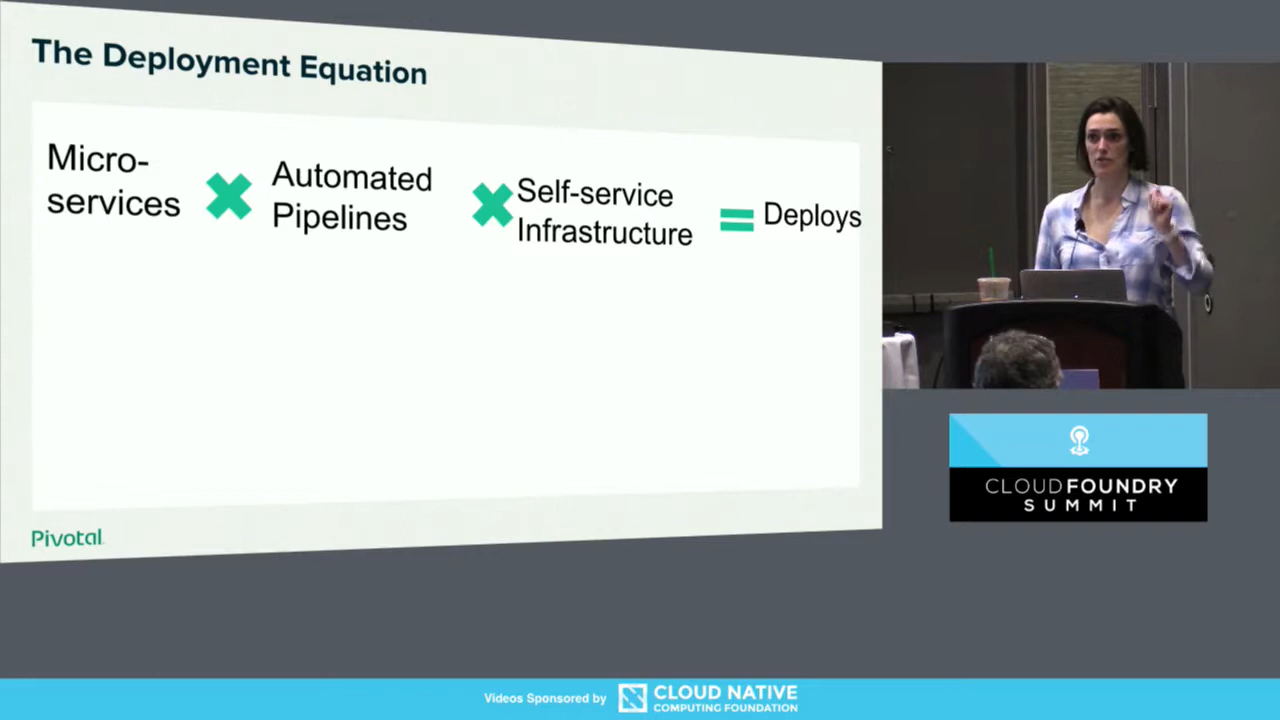 The Deployment Equation
Micro-
services
Automated
Pipelines
Self-service
Infrastructure
Deploys
Pivotal
CLOUD FOUNDRY
SUMMIT
Videos Sponsored by
CLOUD NATIVE
COMPUTING FOUNDATION